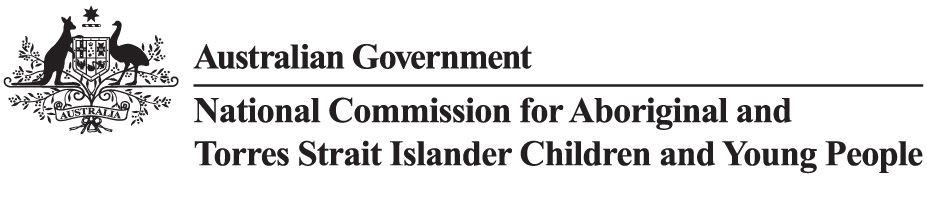 Australian Government
National Commission for Aboriginal and
Torres Strait Islander Children and Young People
AUSTRALIA